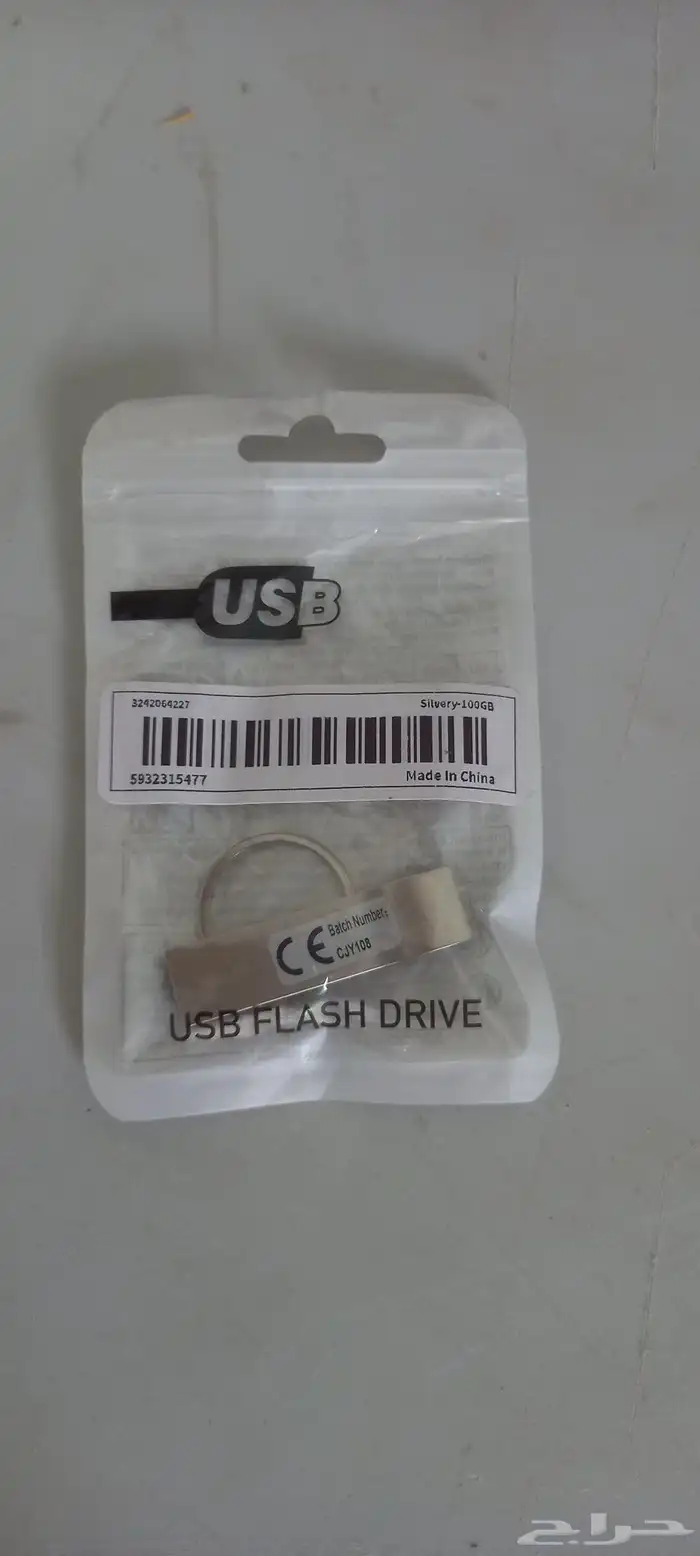 USB
3242064227 Silvery-100GB
5932315477 Made In China
CE Batch Number:
CJY108
USB FLASH DRIVE
حراج